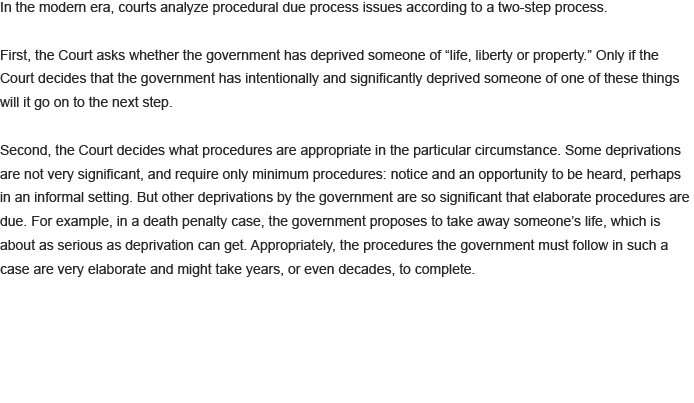 In the modern era, courts analyze procedural due process issues according to a two-step process.
First, the Court asks whether the government has deprived someone of “life, liberty or property.” Only if the
Court decides that the government has intentionally and significantly deprived someone of one of these things
will it go on to the next step.
Second, the Court decides what procedures are appropriate in the particular circumstance. Some deprivations
are not very significant, and require only minimum procedures: notice and an opportunity to be heard, perhaps
in an informal setting. But other deprivations by the government are so significant that elaborate procedures are
due. For example, in a death penalty case, the government proposes to take away someone’s life, which is
about as serious as deprivation can get. Appropriately, the procedures the government must follow in such a
case are very elaborate and might take years, or even decades, to complete.